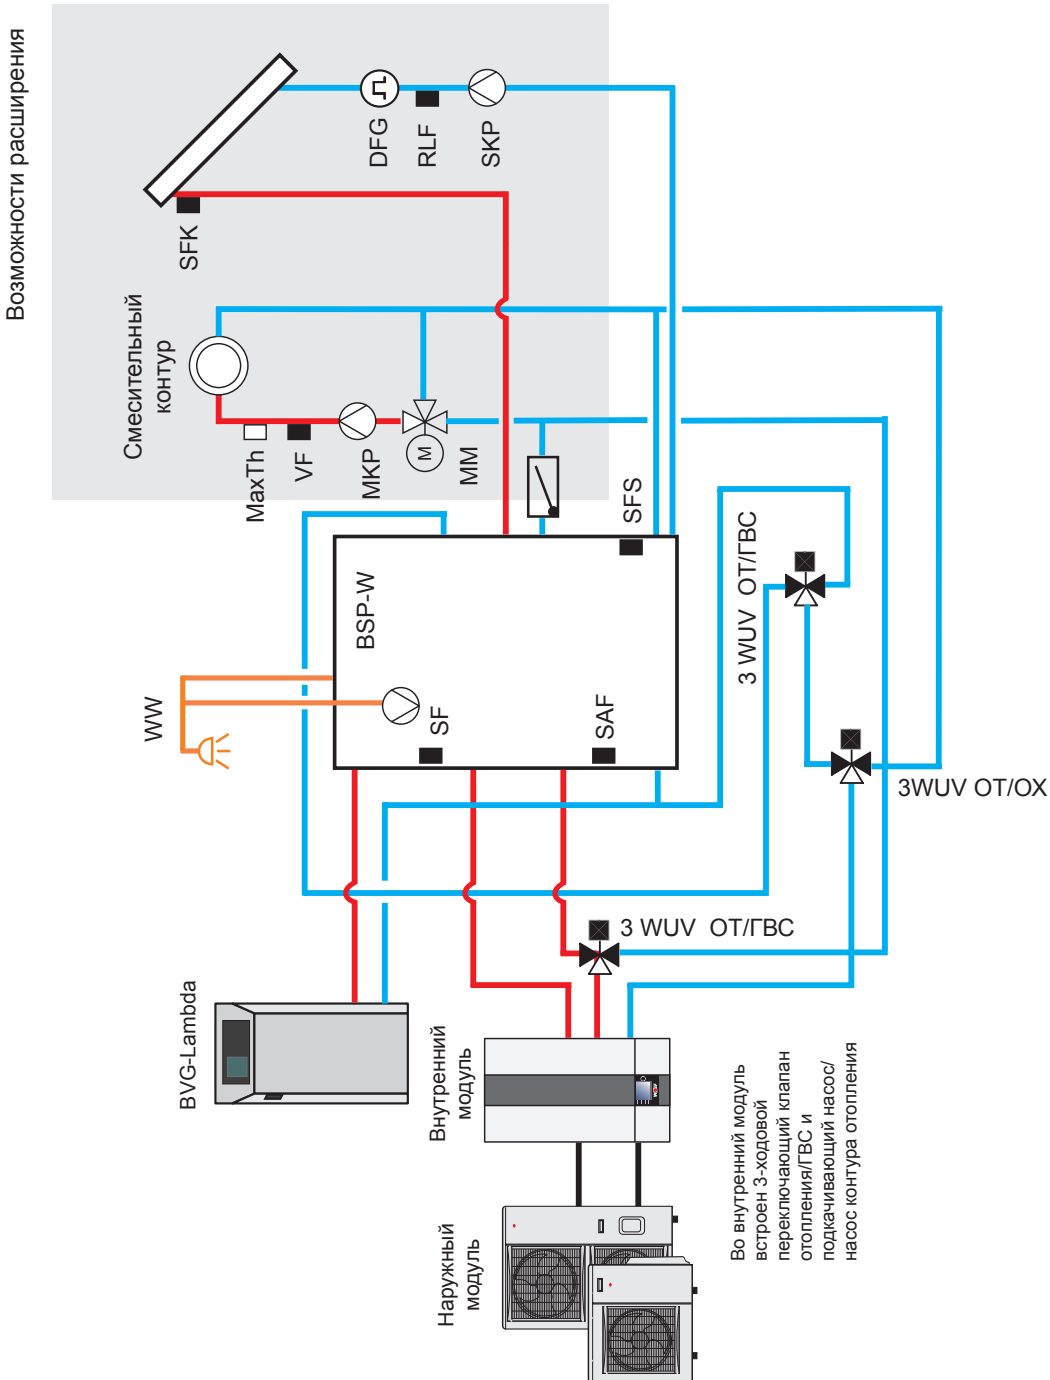 Возможности расширения
DFG
RLF
SKP
SFK
Смесительный
контур
MaxTh
VF
MKP
M
MM
SFS
BSP-W
3 WUV ОТ/ГВС
WW
SF
SAF
3WUV ОТ/ОХ
3 WUV ОТ/ГВС
BVG-Lambda
Внутренний
модуль
Во внутренний модуль
встроен 3-ходовой
переключающий клапан
отопления/ГВС и
подкачивающий насос/
насос контура отопления
Наружный
модуль